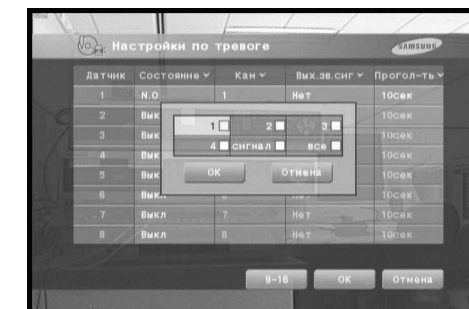 Настройки по тревоге
SAMSUNG
Датчик Состояние Кам Вых.зв.сиг Прогол-ть
1 N.O 1 Нет 10сек
2 Вык 10сек
3 Вык 10сек
4 Вык 10сек
5 Вык 10сек
6 Выкл 10сек
7 Выкл 7 Нет 10сек
8 Выкл 8 Нет 10сек
1 2 3
4 сигнал все
OK Отмена
9-16 OK Отмена